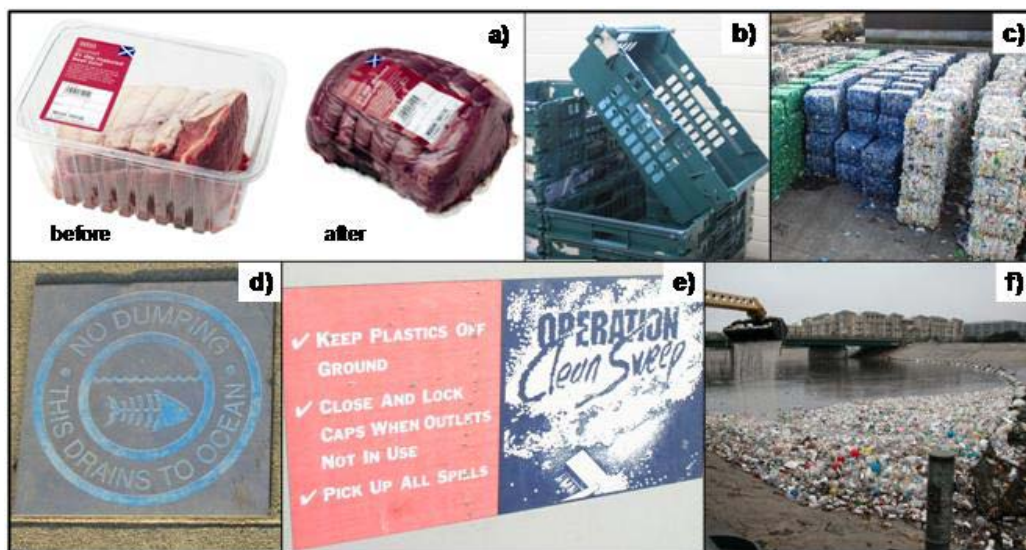 a)
before
after
b)
c)
d)
NO DUMPING
THIS DRAINS TO OCEAN
e)
✓ KEEP PLASTICS OFF
GROUND
✓ CLOSE AND LOCK
CAPS WHEN OUTLETS
NOT IN USE
✓ PICK UP ALL SPILLS
OPERATION
Clean Sweep
f)